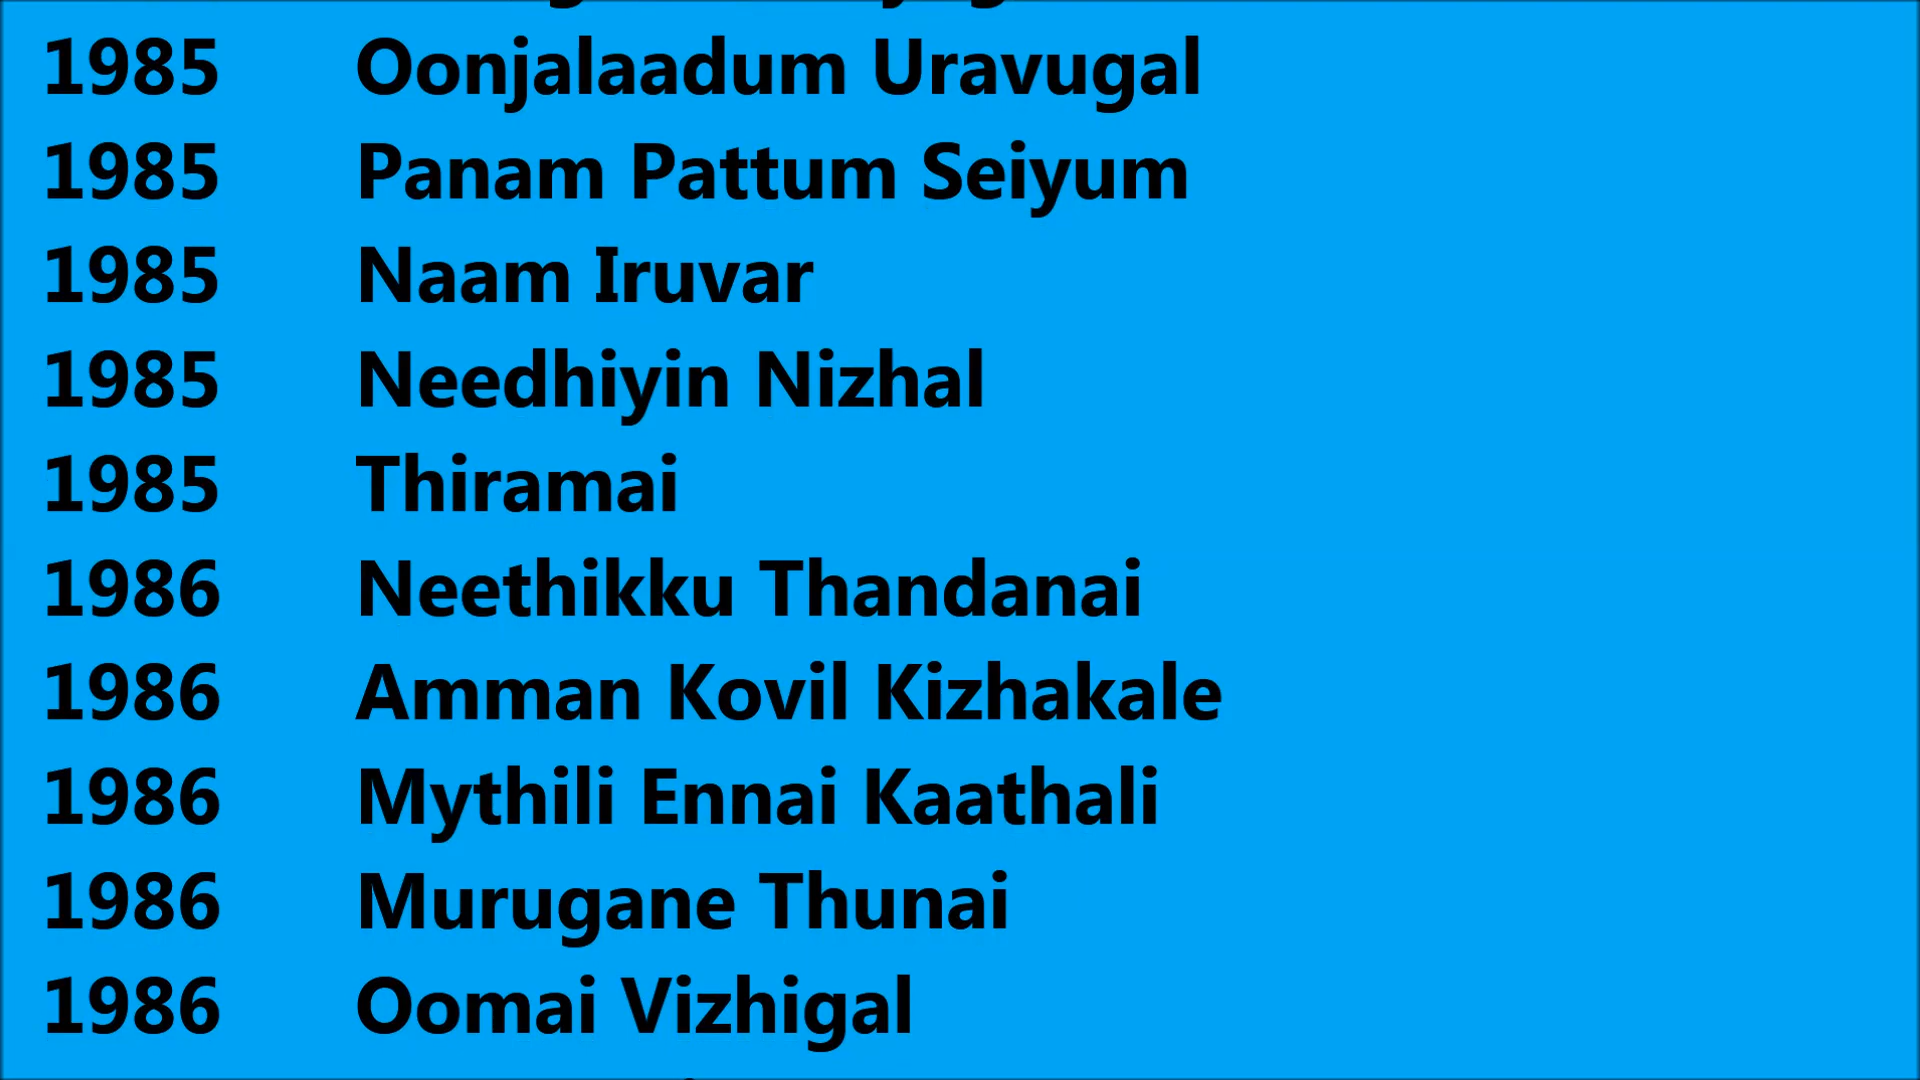 1985 Oonjalaadum Uravugal
1985 Panam Pattum Seiyum
1985 Naam Iruvar
1985 Needhiyin Nizhal
1985 Thiramai
1986 Neethikku Thandanai
1986 Amman Kovil Kizhakale
1986 Mythili Ennai Kaathali
1986 Murugane Thunai
1986 Oomai Vizhigal